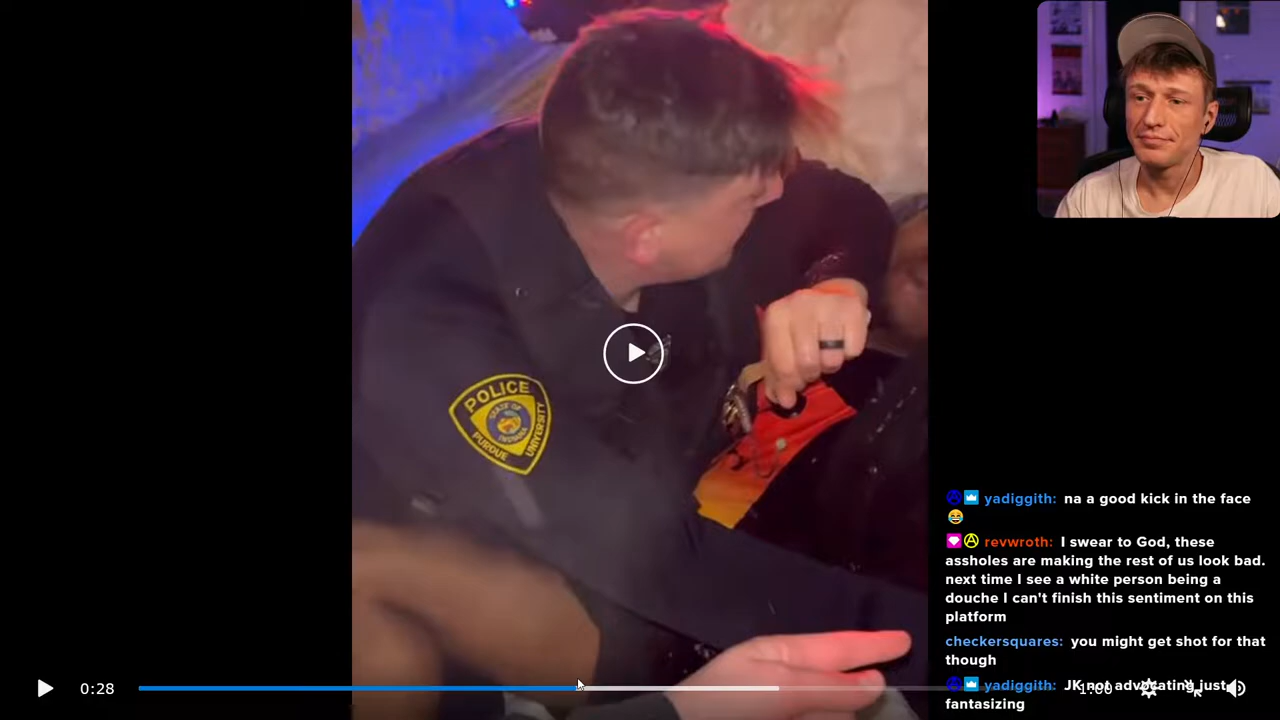 POLICE
STATE OF
INDIANA
PURDUE
UNIVERSITY
yadiggith: na a good kick in the face
😂
revwroth: I swear to God, these
assholes are making the rest of us look bad.
next time I see a white person being a
douche I can't finish this sentiment on this
platform
checkersquares: you might get shot for that
though
yadiggith: JK not advocating just
fantasizing
0:28
1:00